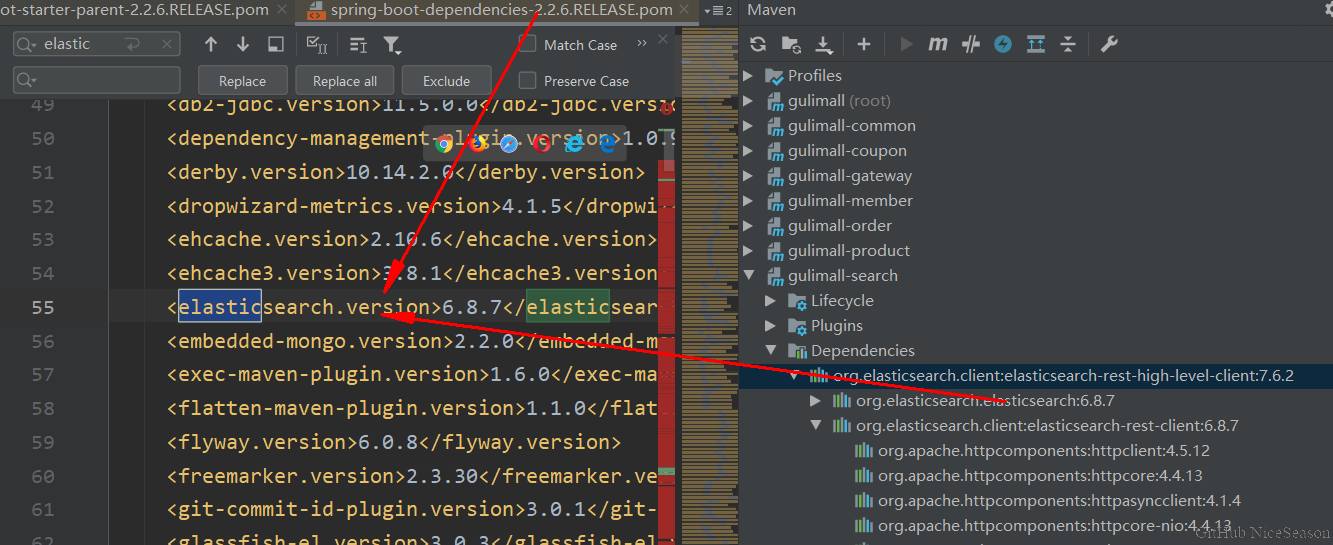 ot-starter-parent-2.2.6.RELEASE.pom
spring-boot-dependencies-2.2.6.RELEASE.pom
2
Maven
elastic
Match Case
»
Replace
Replace all
Exclude
Preserve Case
49 <db2-jdbc.version>11.5.0.0</db2-jdbc.versio
50 <dependency-management-plugin.version>1.0.9
51 <derby.version>10.14.2.0</derby.version>
52 <dropwizard-metrics.version>4.1.5</dropwi
53 <ehcache.version>2.10.6</ehcache.version>
54 <ehcache3.version>3.8.1</ehcache3.version
55 <elasticsearch.version>6.8.7</elasticsear
56 <embedded-mongo.version>2.2.0</embedded-m
57 <exec-maven-plugin.version>1.6.0</exec-ma
58 <flatten-maven-plugin.version>1.1.0</flat
59 <flyway.version>6.0.8</flyway.version>
60 <freemarker.version>2.3.30</freemarker.ve
61 <git-commit-id-plugin.version>3.0.1</git-
62 <glassfish-el.version>3.0.3</glassfish-el
Profiles
gulimall (root)
gulimall-common
gulimall-coupon
gulimall-gateway
gulimall-member
gulimall-order
gulimall-product
gulimall-search
Lifecycle
Plugins
Dependencies
org.elasticsearch.client:elasticsearch-rest-high-level-client:7.6.2
org.elasticsearch:elasticsearch:6.8.7
org.elasticsearch.client:elasticsearch-rest-client:6.8.7
org.apache.httpcomponents:httpclient:4.5.12
org.apache.httpcomponents:httpcore:4.4.13
org.apache.httpcomponents:httpasyncclient:4.1.4
org.apache.httpcomponents:httpcore-nio:4.4.13
GitHub NiceSeason